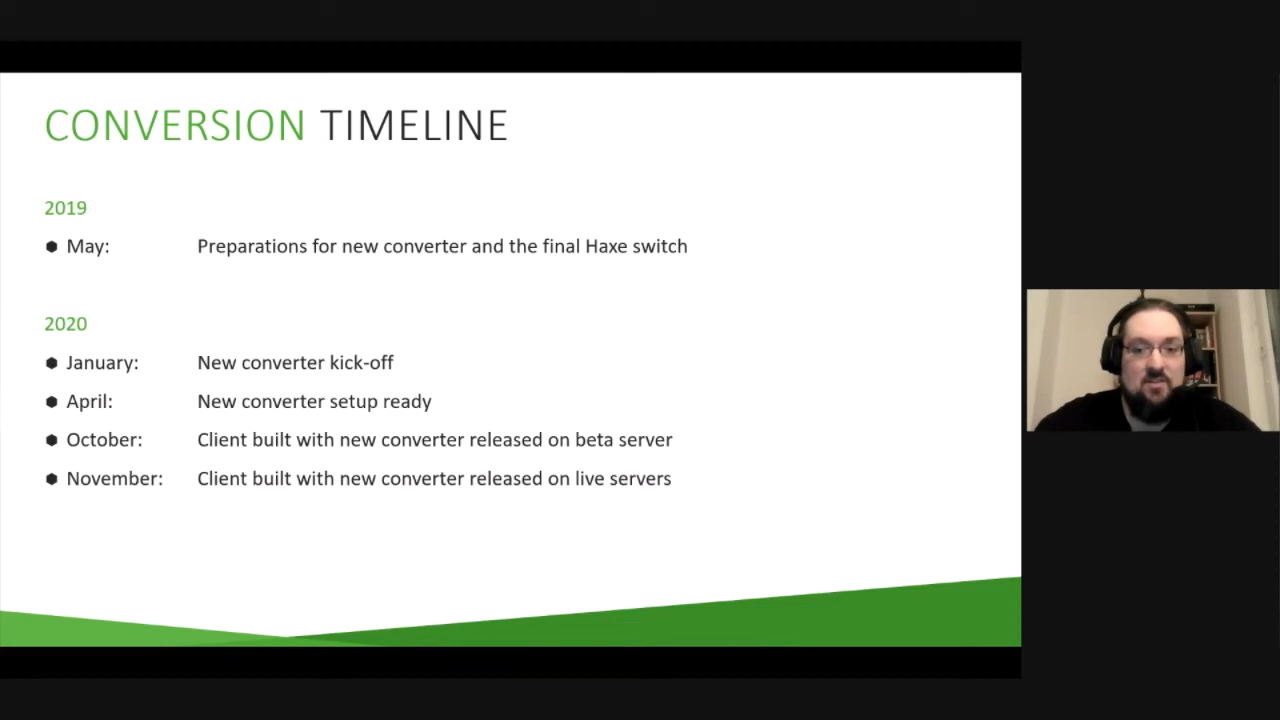 CONVERSION TIMELINE
2019
May: Preparations for new converter and the final Haxe switch
2020
January: New converter kick-off
April: New converter setup ready
October: Client built with new converter released on beta server
November: Client built with new converter released on live servers